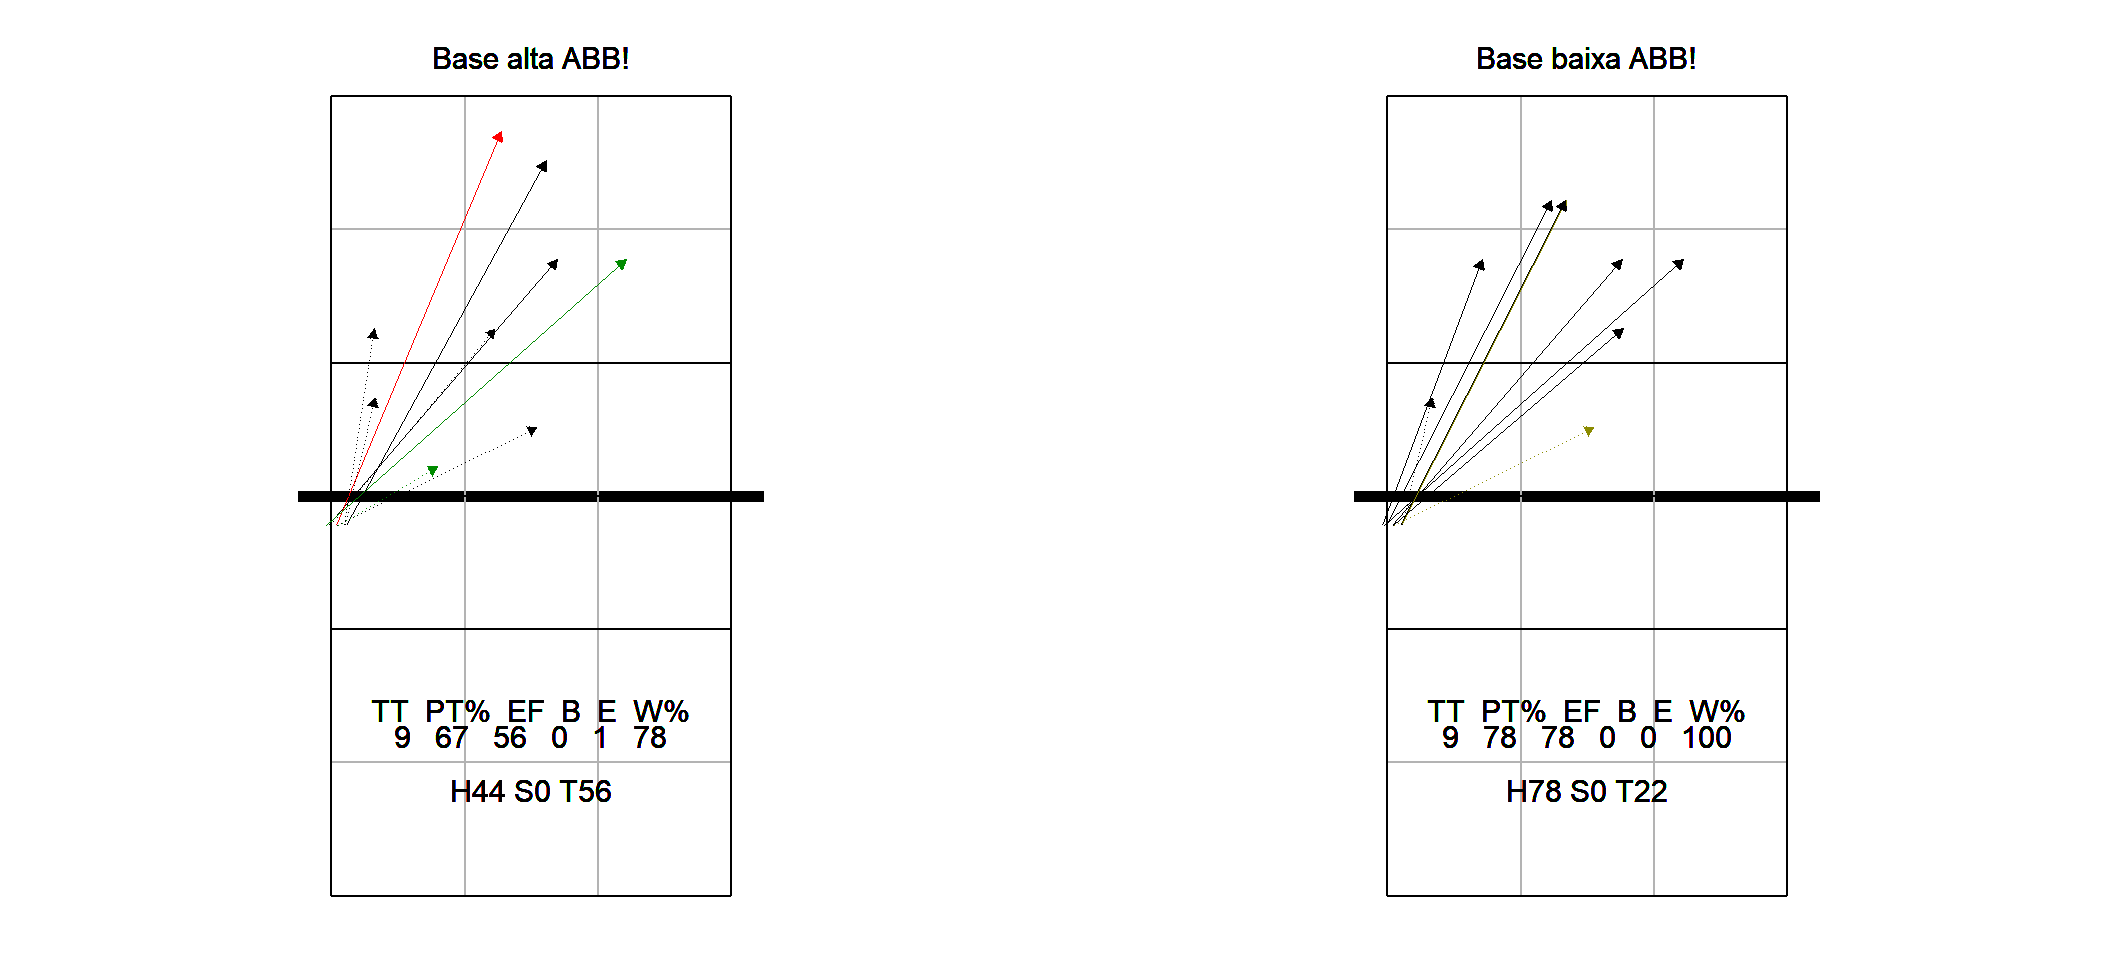 Base alta ABB!
TT PT% EF B E W%
9 67 56 0 1 78
H44 S0 T56
Base baixa ABB!
TT PT% EF B E W%
9 78 78 0 0 100
H78 S0 T22